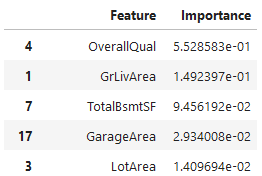 Feature Importance
4 OverallQual 5.528583e-01
1 GrLivArea 1.492397e-01
7 TotalBsmtSF 9.456192e-02
17 GarageArea 2.934008e-02
3 LotArea 1.409694e-02